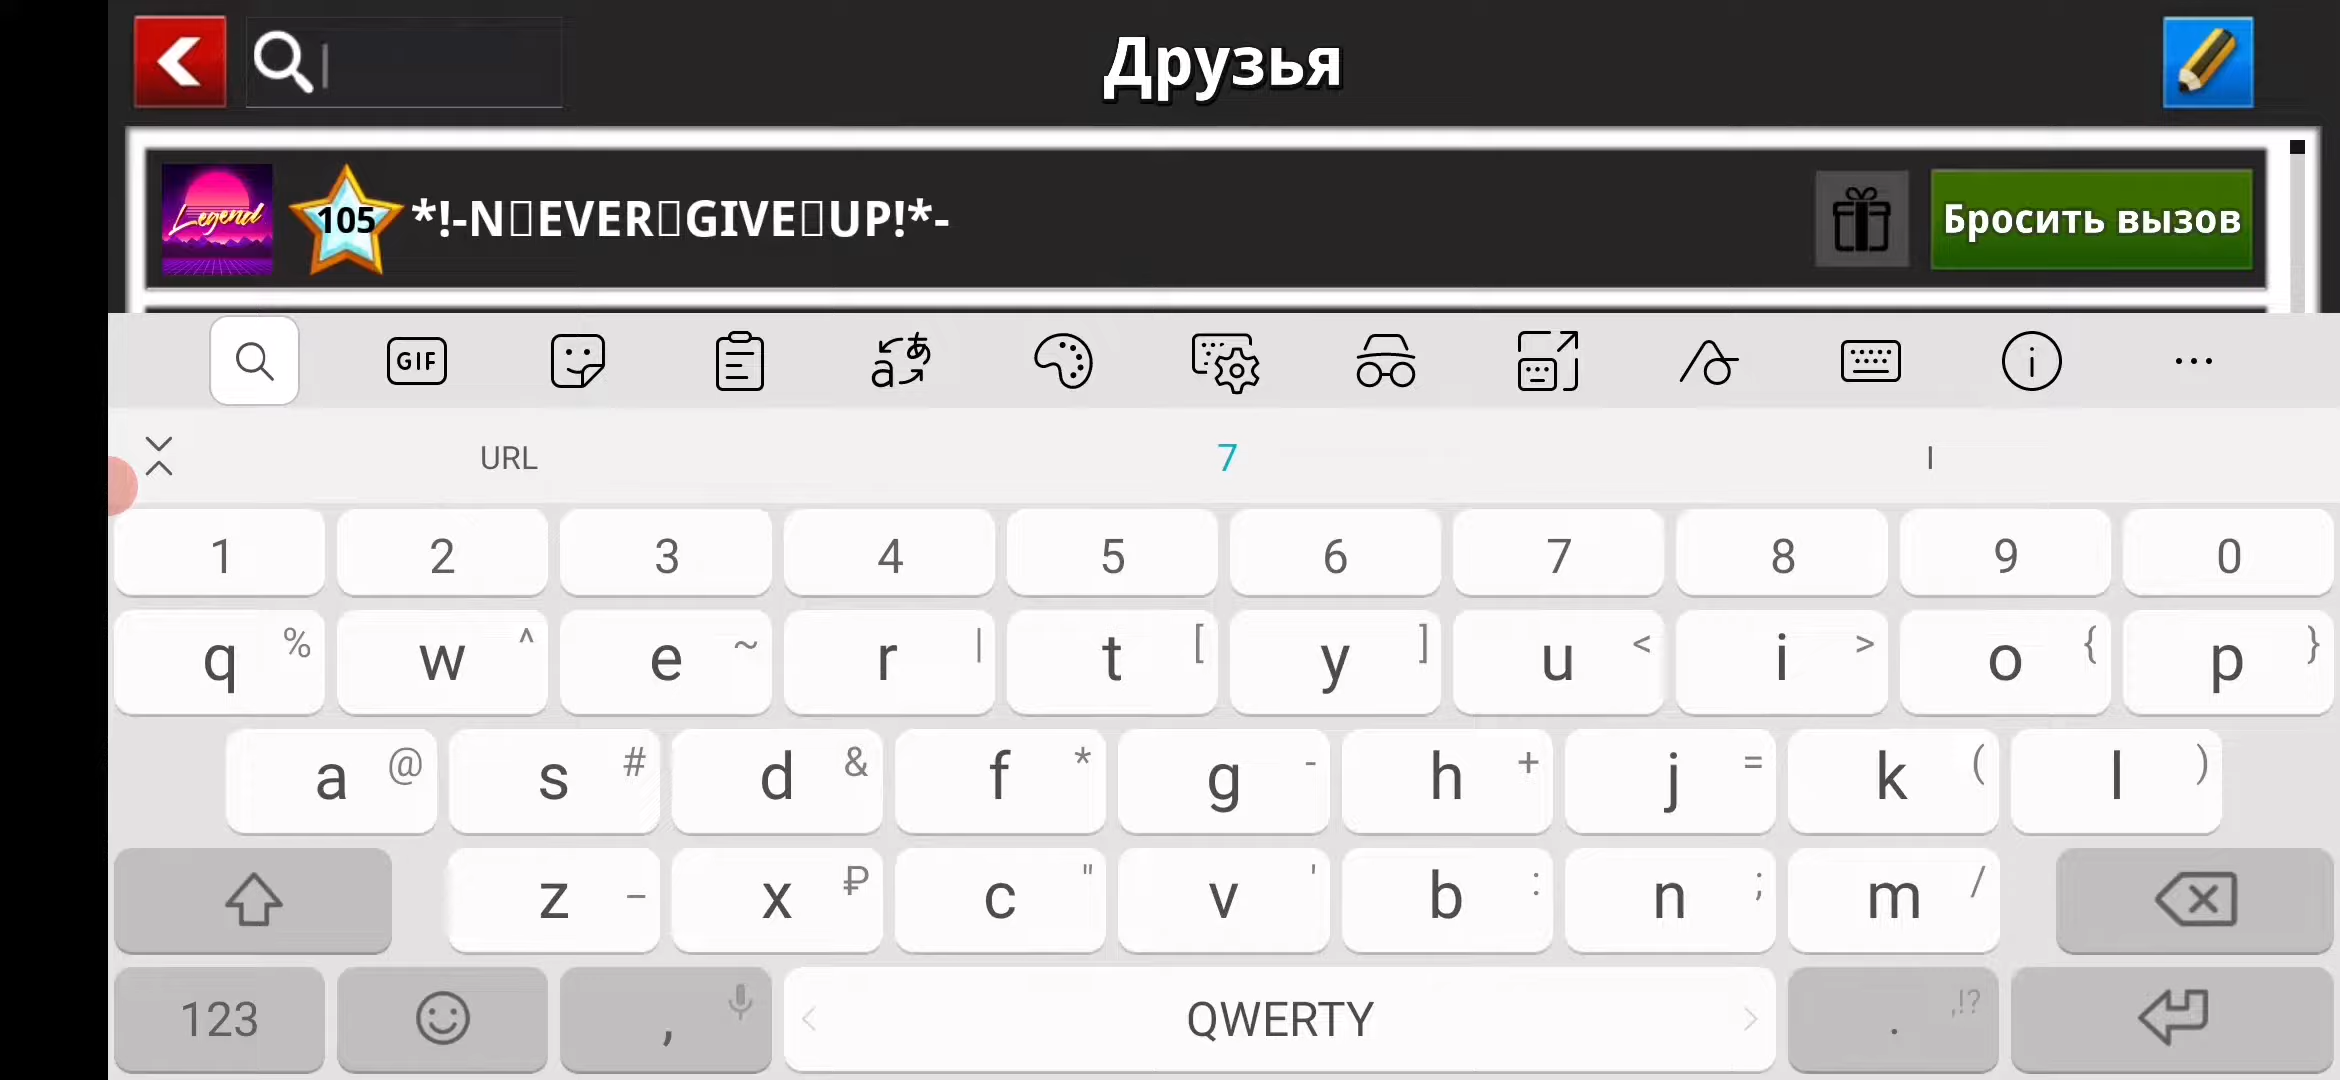 Друзья
Legend 105 *!-N▯EVER▯GIVE▯UP!*- Бросить вызов
GIF a あ
URL 7 I
1 2 3 4 5 6 7 8 9 0
q % w ^ e ~ r | t [ y ] u < i > o { p }
a @ s # d & f * g - h + j = k ( l )
z _ x ₽ c " v ' b : n ; m /
123 , < QWERTY > . ,!?